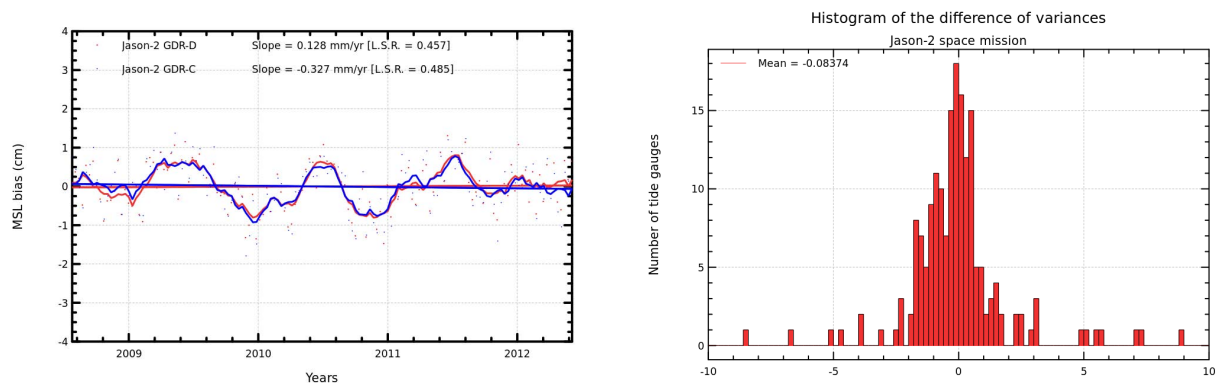 4
3
2
1
0
-1
-2
-3
-4
MSL bias (cm)
Jason-2 GDR-D Slope = 0.128 mm/yr [L.S.R. = 0.457]
Jason-2 GDR-C Slope = -0.327 mm/yr [L.S.R. = 0.485]
2009 2010 2011 2012
Years
Histogram of the difference of variances
Jason-2 space mission
Mean = -0.08374
Number of tide gauges
15
10
5
0
-10 -5 0 5 10